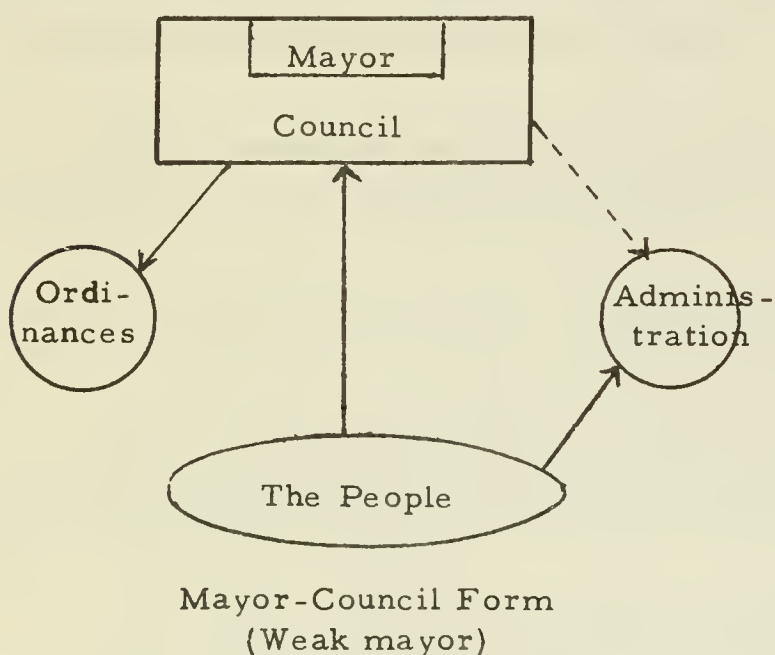 Mayor
Council
Ordi-
nances
Adminis-
tration
The People
Mayor-Council Form
(Weak mayor)